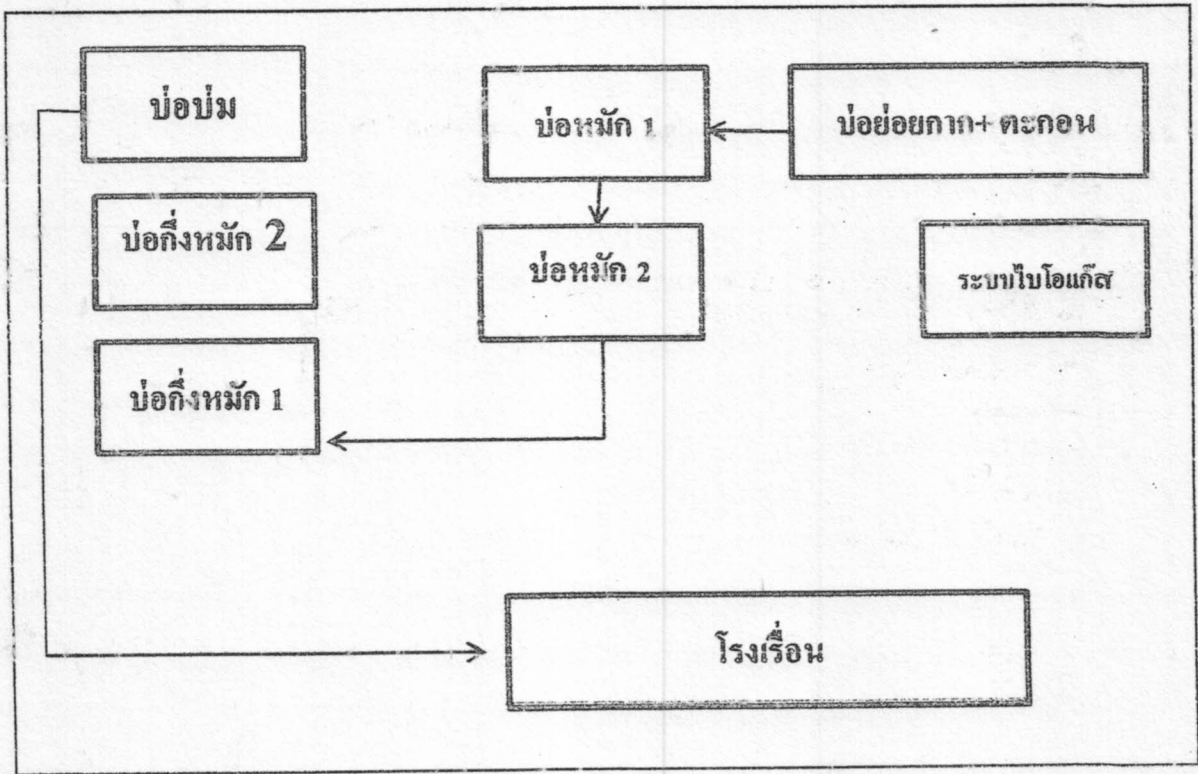 บ่อบ่ม
บ่อหมัก 1
บ่อย่อยกาก+ ตะกอน
บ่อกึ่งหมัก 2
บ่อหมัก 2
ระบบไบโอแก๊ส
บ่อกึ่งหมัก 1
โรงเรือน